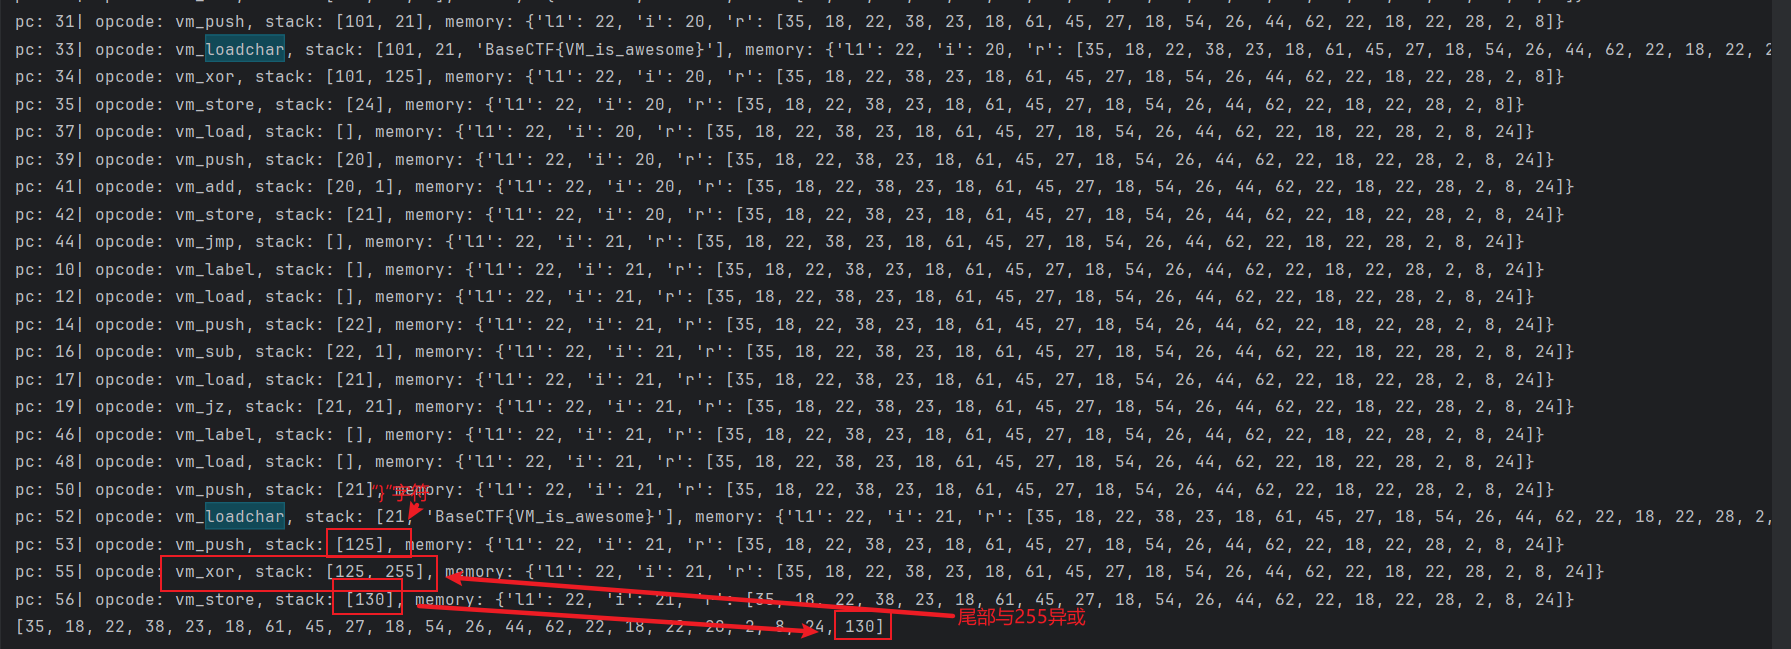 pc: 31| opcode: vm_push, stack: [101, 21], memory: {'l1': 22, 'i': 20, 'r': [35, 18, 22, 38, 23, 18, 61, 45, 27, 18, 54, 26, 44, 62, 22, 18, 22, 28, 2, 8]}
pc: 33| opcode: vm_loadchar, stack: [101, 21, 'BaseCTF{VM_is_awesome}'], memory: {'l1': 22, 'i': 20, 'r': [35, 18, 22, 38, 23, 18, 61, 45, 27, 18, 54, 26, 44, 62, 22, 18, 22, 2
pc: 34| opcode: vm_xor, stack: [101, 125], memory: {'l1': 22, 'i': 20, 'r': [35, 18, 22, 38, 23, 18, 61, 45, 27, 18, 54, 26, 44, 62, 22, 18, 22, 28, 2, 8]}
pc: 35| opcode: vm_store, stack: [24], memory: {'l1': 22, 'i': 20, 'r': [35, 18, 22, 38, 23, 18, 61, 45, 27, 18, 54, 26, 44, 62, 22, 18, 22, 28, 2, 8]}
pc: 37| opcode: vm_load, stack: [], memory: {'l1': 22, 'i': 20, 'r': [35, 18, 22, 38, 23, 18, 61, 45, 27, 18, 54, 26, 44, 62, 22, 18, 22, 28, 2, 8, 24]}
pc: 39| opcode: vm_push, stack: [20], memory: {'l1': 22, 'i': 20, 'r': [35, 18, 22, 38, 23, 18, 61, 45, 27, 18, 54, 26, 44, 62, 22, 18, 22, 28, 2, 8, 24]}
pc: 41| opcode: vm_add, stack: [20, 1], memory: {'l1': 22, 'i': 20, 'r': [35, 18, 22, 38, 23, 18, 61, 45, 27, 18, 54, 26, 44, 62, 22, 18, 22, 28, 2, 8, 24]}
pc: 42| opcode: vm_store, stack: [21], memory: {'l1': 22, 'i': 20, 'r': [35, 18, 22, 38, 23, 18, 61, 45, 27, 18, 54, 26, 44, 62, 22, 18, 22, 28, 2, 8, 24]}
pc: 44| opcode: vm_jmp, stack: [], memory: {'l1': 22, 'i': 21, 'r': [35, 18, 22, 38, 23, 18, 61, 45, 27, 18, 54, 26, 44, 62, 22, 18, 22, 28, 2, 8, 24]}
pc: 10| opcode: vm_label, stack: [], memory: {'l1': 22, 'i': 21, 'r': [35, 18, 22, 38, 23, 18, 61, 45, 27, 18, 54, 26, 44, 62, 22, 18, 22, 28, 2, 8, 24]}
pc: 12| opcode: vm_load, stack: [], memory: {'l1': 22, 'i': 21, 'r': [35, 18, 22, 38, 23, 18, 61, 45, 27, 18, 54, 26, 44, 62, 22, 18, 22, 28, 2, 8, 24]}
pc: 14| opcode: vm_push, stack: [22], memory: {'l1': 22, 'i': 21, 'r': [35, 18, 22, 38, 23, 18, 61, 45, 27, 18, 54, 26, 44, 62, 22, 18, 22, 28, 2, 8, 24]}
pc: 16| opcode: vm_sub, stack: [22, 1], memory: {'l1': 22, 'i': 21, 'r': [35, 18, 22, 38, 23, 18, 61, 45, 27, 18, 54, 26, 44, 62, 22, 18, 22, 28, 2, 8, 24]}
pc: 17| opcode: vm_load, stack: [21], memory: {'l1': 22, 'i': 21, 'r': [35, 18, 22, 38, 23, 18, 61, 45, 27, 18, 54, 26, 44, 62, 22, 18, 22, 28, 2, 8, 24]}
pc: 19| opcode: vm_jz, stack: [21, 21], memory: {'l1': 22, 'i': 21, 'r': [35, 18, 22, 38, 23, 18, 61, 45, 27, 18, 54, 26, 44, 62, 22, 18, 22, 28, 2, 8, 24]}
pc: 46| opcode: vm_label, stack: [], memory: {'l1': 22, 'i': 21, 'r': [35, 18, 22, 38, 23, 18, 61, 45, 27, 18, 54, 26, 44, 62, 22, 18, 22, 28, 2, 8, 24]}
pc: 48| opcode: vm_load, stack: [], memory: {'l1': 22, 'i': 21, 'r': [35, 18, 22, 38, 23, 18, 61, 45, 27, 18, 54, 26, 44, 62, 22, 18, 22, 28, 2, 8, 24]}
pc: 50| opcode: vm_push, stack: [21], memory: {'l1': 22, 'i': 21, 'r': [35, 18, 22, 38, 23, 18, 61, 45, 27, 18, 54, 26, 44, 62, 22, 18, 22, 28, 2, 8, 24]}
"}"字符
pc: 52| opcode: vm_loadchar, stack: [21, 'BaseCTF{VM_is_awesome}'], memory: {'l1': 22, 'i': 21, 'r': [35, 18, 22, 38, 23, 18, 61, 45, 27, 18, 54, 26, 44, 62, 22, 18, 22, 28, 2,
pc: 53| opcode: vm_push, stack: [125], memory: {'l1': 22, 'i': 21, 'r': [35, 18, 22, 38, 23, 18, 61, 45, 27, 18, 54, 26, 44, 62, 22, 18, 22, 28, 2, 8, 24]}
pc: 55| opcode: vm_xor, stack: [125, 255], memory: {'l1': 22, 'i': 21, 'r': [35, 18, 22, 38, 23, 18, 61, 45, 27, 18, 54, 26, 44, 62, 22, 18, 22, 28, 2, 8, 24]}
pc: 56| opcode: vm_store, stack: [130], memory: {'l1': 22, 'i': 21, 'r': [35, 18, 22, 38, 23, 18, 61, 45, 27, 18, 54, 26, 44, 62, 22, 18, 22, 28, 2, 8, 24]}
尾部与255异或
[35, 18, 22, 38, 23, 18, 61, 45, 27, 18, 54, 26, 44, 62, 22, 18, 22, 28, 2, 8, 24, 130]